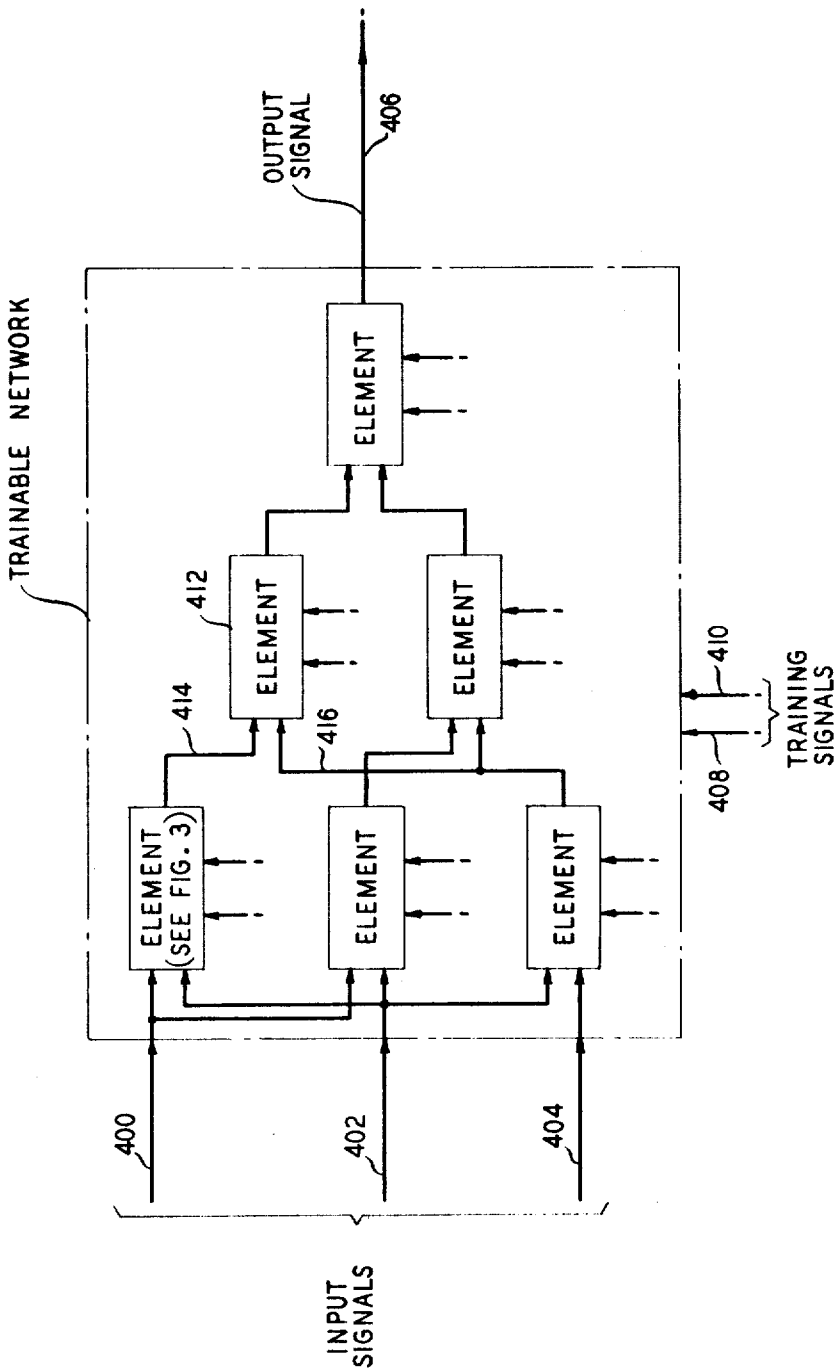 TRAINABLE NETWORK
INPUT
SIGNALS
400
402
404
ELEMENT
(SEE FIG. 3)
ELEMENT
ELEMENT
414
416
412
ELEMENT
ELEMENT
ELEMENT
OUTPUT
SIGNAL
406
408
410
TRAINING
SIGNALS